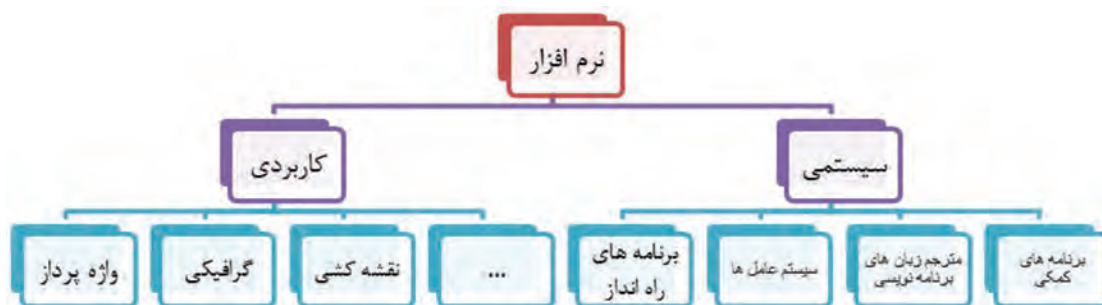 نرم افزار
سیستمی
کاربردی
برنامه های
کمکی
مترجم زبان های
برنامه نویسی
سیستم عامل ها
برنامه های
راه انداز
...
نقشه کشی
گرافیکی
واژه پرداز